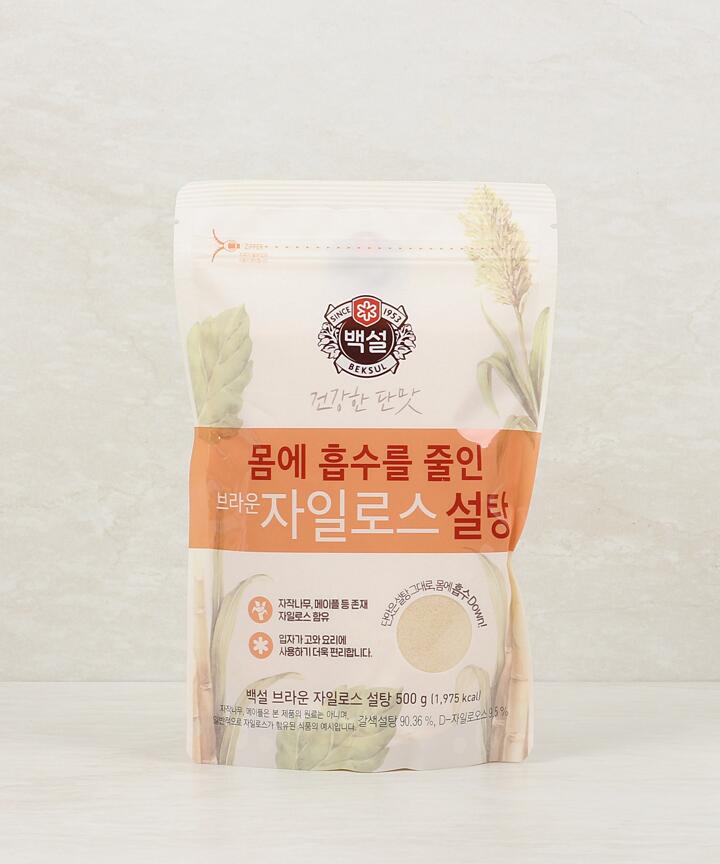 ZIPPER
SINCE 1953
백설
BEKSUL
건강한 단맛
몸에 흡수를 줄인
브라운 자일로스 설탕
자작나무, 메이플 등 존재
자일로스 함유
단맛은 설탕 그대로, 몸에 흡수 Down!
입자가 고와 요리에
사용하기 더욱 편리합니다.
백설 브라운 자일로스 설탕 500 g (1,975 kcal)
자작나무, 메이플은 본 제품의 원료는 아니며,
일반적으로 자일로스가 함유된 식품의 예시입니다.
갈색설탕 90.36 %, D-자일로오스 9.5 %